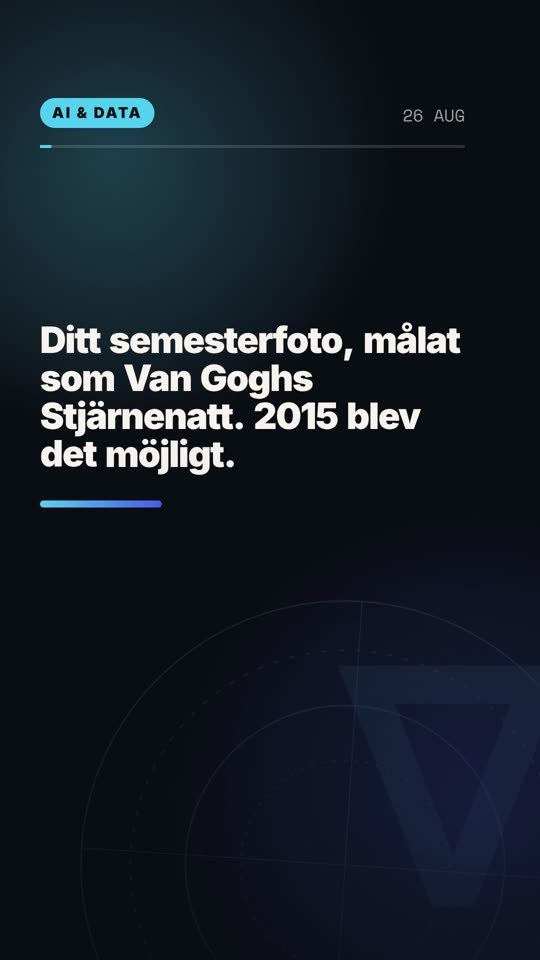 AI & DATA
26 AUG
Ditt semesterfoto, målat
som Van Goghs
Stjärnenatt. 2015 blev
det möjligt.